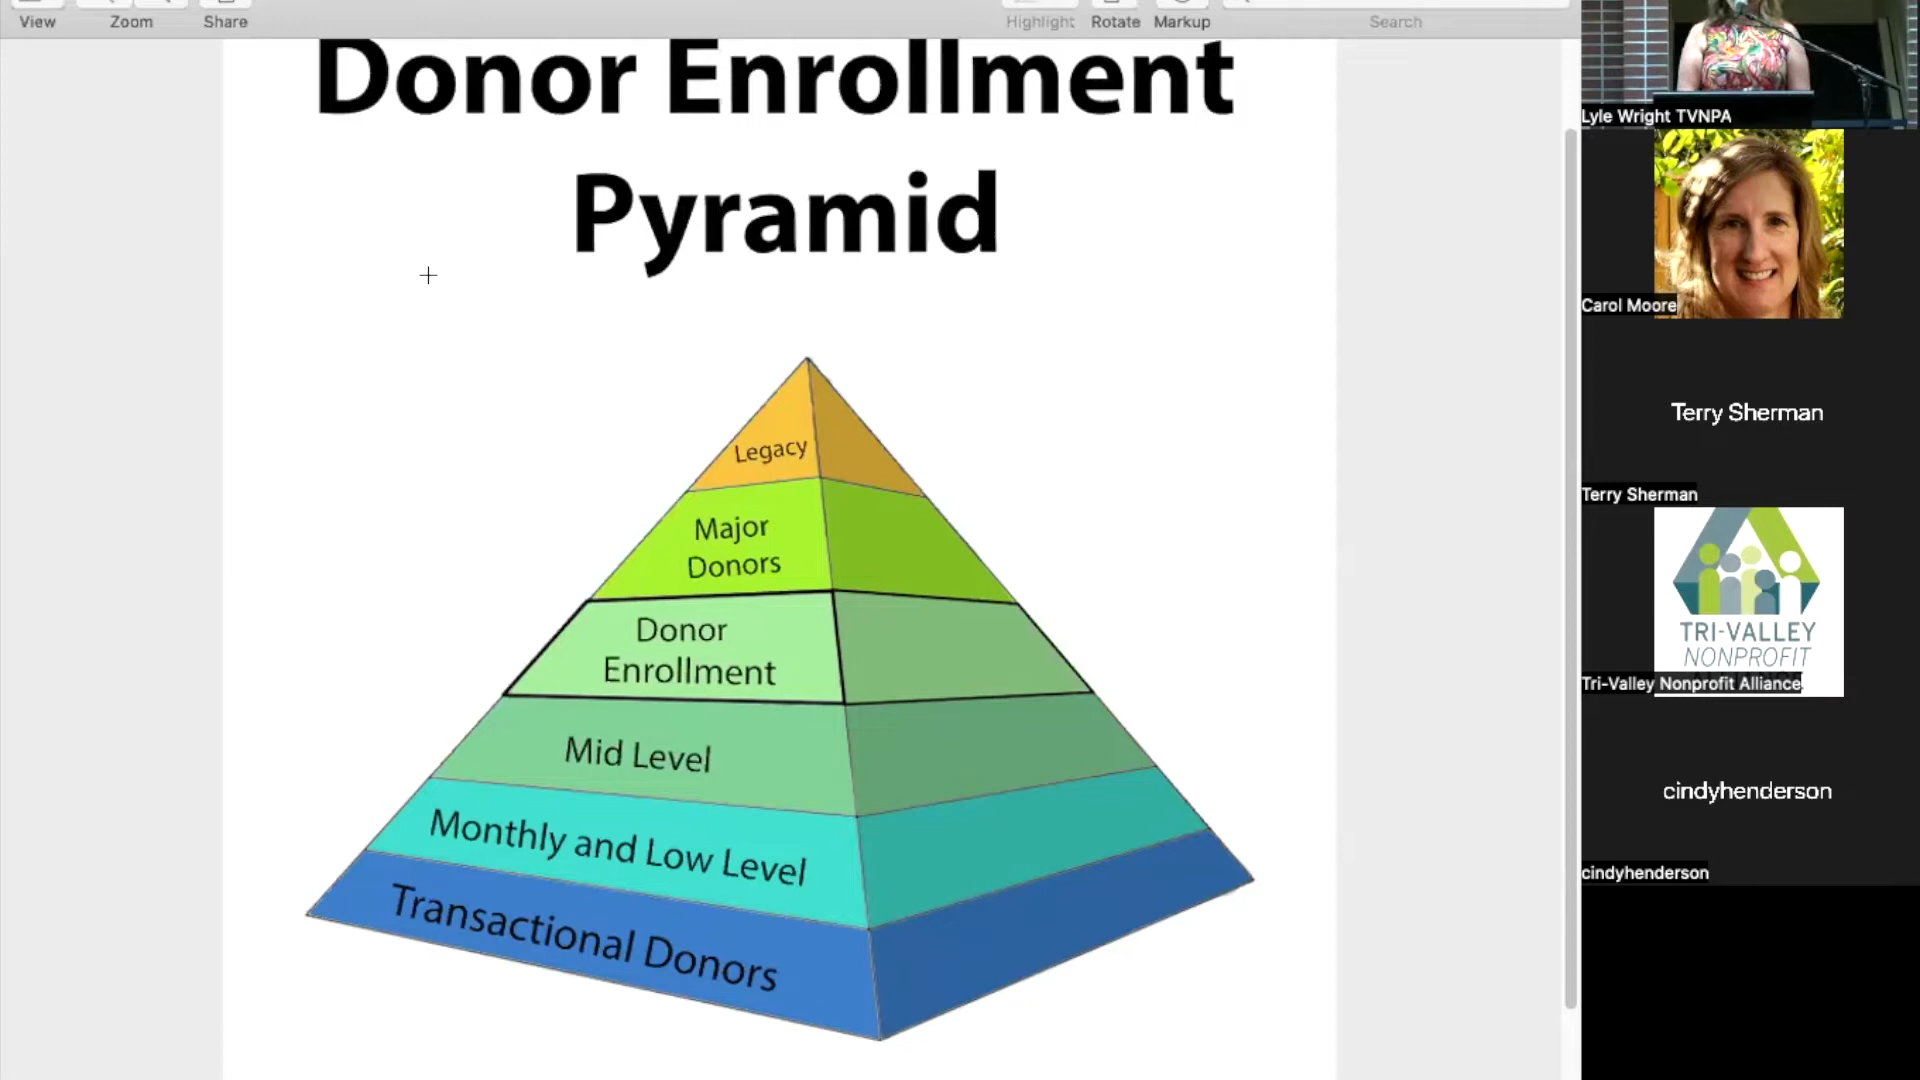 View
Zoom
Share
Highlight
Rotate
Markup
Search
Donor Enrollment
Pyramid
Legacy
Major
Donors
Donor
Enrollment
Mid Level
Monthly and Low Level
Transactional Donors
Lyle Wright TVNPA
Carol Moore
Terry Sherman
Terry Sherman
TRI-VALLEY
NONPROFIT
Tri-Valley Nonprofit Alliance
cindyhenderson
cindyhenderson